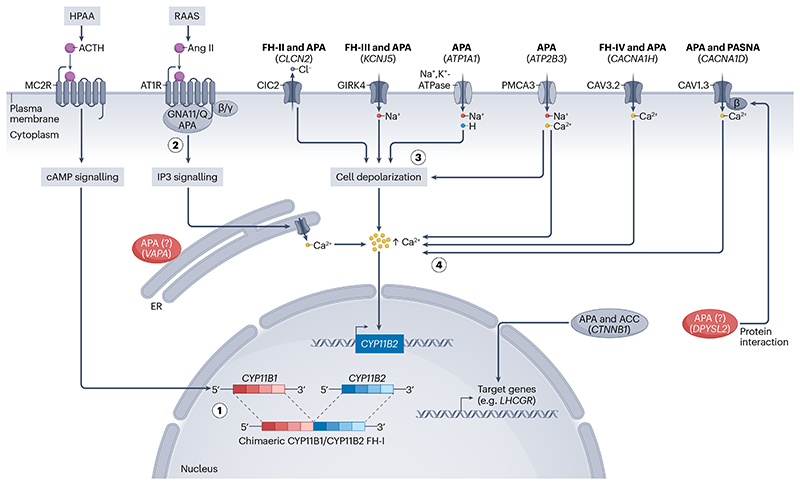 HPAA
RAAS
ACTH
Ang II
FH-II and APA
(CLCN2)
Cl⁻
FH-III and APA
(KCNJ5)
APA
(ATP1A1)
APA
(ATP2B3)
FH-IV and APA
(CACNA1H)
APA and PASNA
(CACNA1D)
MC2R
AT1R
ClC2
GIRK4
Na⁺,K⁺-
ATPase
PMCA3
CAV3.2
CAV1.3
Plasma
membrane
Cytoplasm
GNA11/Q
APA
β/γ
β
Na⁺
Na⁺
H
Na⁺
Ca²⁺
Ca²⁺
Ca²⁺
2
3
cAMP signalling
IP3 signalling
Cell depolarization
APA (?)
(VAPA)
Ca²⁺
↑ Ca²⁺
4
ER
CYP11B2
APA and ACC
(CTNNB1)
APA (?)
(DPYSL2)
Protein
interaction
CYP11B1
CYP11B2
5′
3′
5′
3′
1
Target genes
(e.g. LHCGR)
5′
3′
Chimaeric CYP11B1/CYP11B2 FH-I
Nucleus